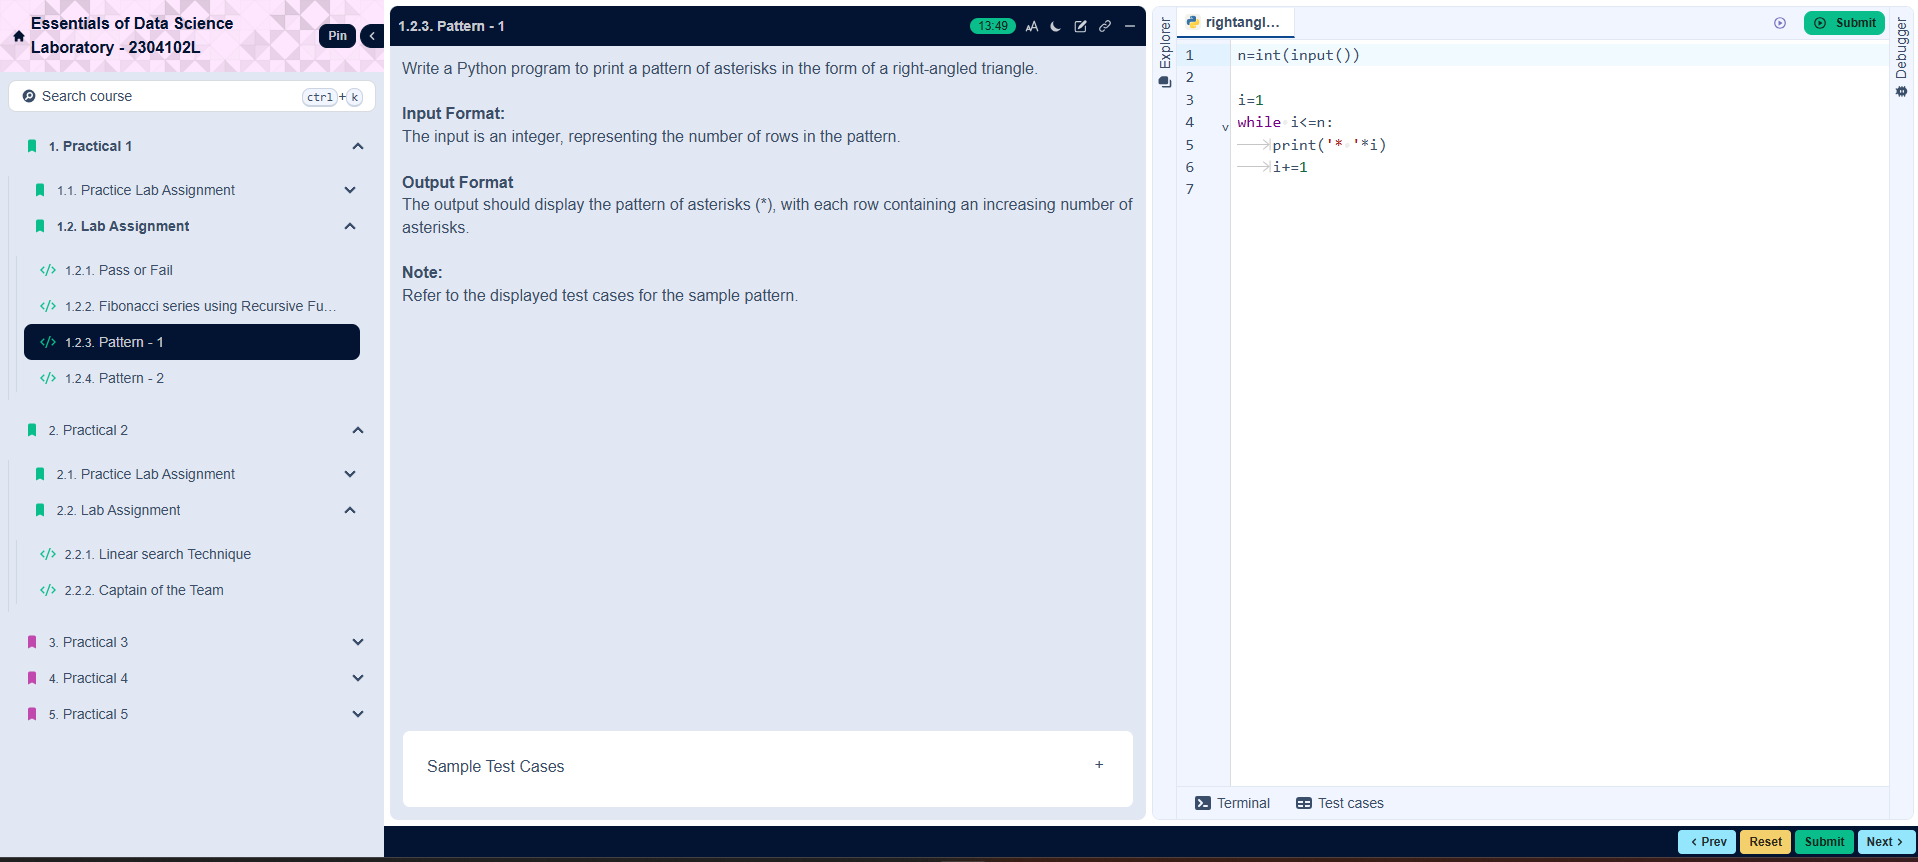 Essentials of Data Science
Laboratory - 2304102L
Pin
Search course
ctrl + k
1. Practical 1
1.1. Practice Lab Assignment
1.2. Lab Assignment
1.2.1. Pass or Fail
1.2.2. Fibonacci series using Recursive Fu...
1.2.3. Pattern - 1
1.2.4. Pattern - 2
2. Practical 2
2.1. Practice Lab Assignment
2.2. Lab Assignment
2.2.1. Linear search Technique
2.2.2. Captain of the Team
3. Practical 3
4. Practical 4
5. Practical 5
1.2.3. Pattern - 1
13:49
AA
Write a Python program to print a pattern of asterisks in the form of a right-angled triangle.
Input Format:
The input is an integer, representing the number of rows in the pattern.
Output Format
The output should display the pattern of asterisks (*), with each row containing an increasing number of
asterisks.
Note:
Refer to the displayed test cases for the sample pattern.
Sample Test Cases
+
Explorer
rightangl...
Submit
Debugger
1 n=int(input())
2
3 i=1
4 while i<=n:
5 print('* '*i)
6 i+=1
7
Terminal
Test cases
< Prev
Reset
Submit
Next >